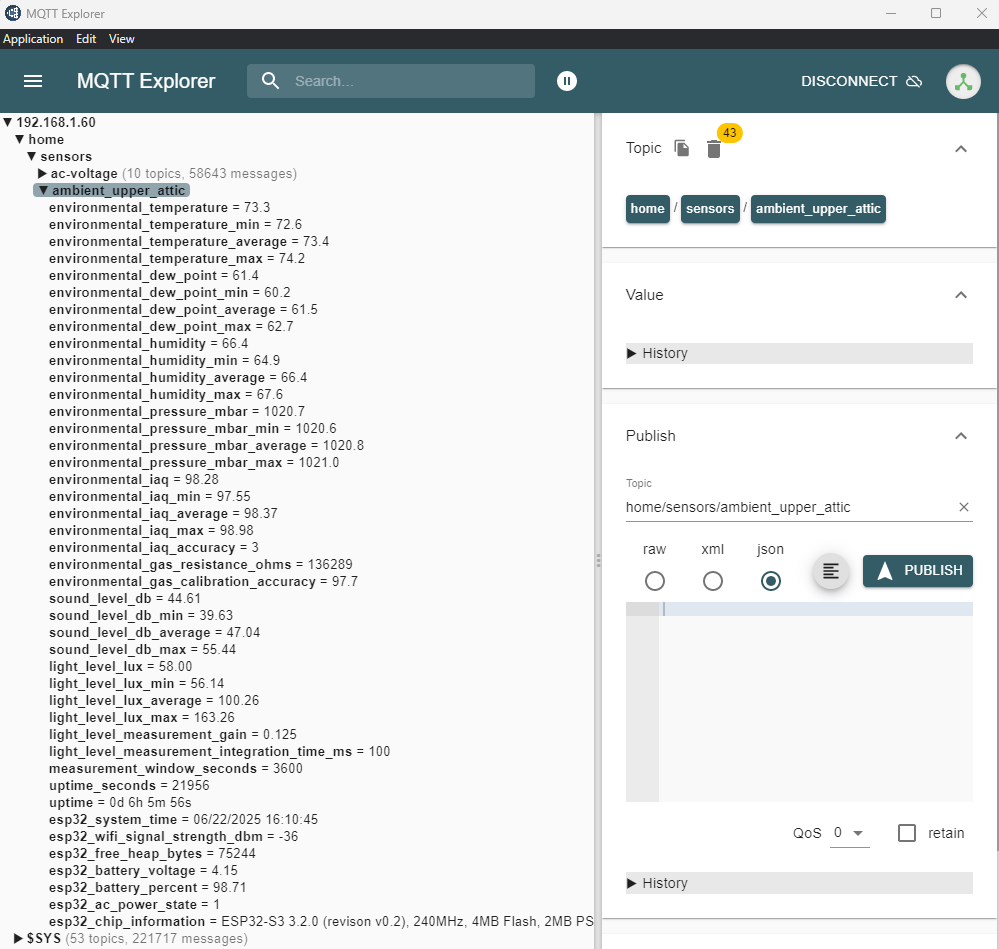 MQTT Explorer
Application Edit View
MQTT Explorer Search... DISCONNECT
192.168.1.60
home
sensors
ac-voltage (10 topics, 58643 messages)
ambient_upper_attic
environmental_temperature = 73.3
environmental_temperature_min = 72.6
environmental_temperature_average = 73.4
environmental_temperature_max = 74.2
environmental_dew_point = 61.4
environmental_dew_point_min = 60.2
environmental_dew_point_average = 61.5
environmental_dew_point_max = 62.7
environmental_humidity = 66.4
environmental_humidity_min = 64.9
environmental_humidity_average = 66.4
environmental_humidity_max = 67.6
environmental_pressure_mbar = 1020.7
environmental_pressure_mbar_min = 1020.6
environmental_pressure_mbar_average = 1020.8
environmental_pressure_mbar_max = 1021.0
environmental_iaq = 98.28
environmental_iaq_min = 97.55
environmental_iaq_average = 98.37
environmental_iaq_max = 98.98
environmental_iaq_accuracy = 3
environmental_gas_resistance_ohms = 136289
environmental_gas_calibration_accuracy = 97.7
sound_level_db = 44.61
sound_level_db_min = 39.63
sound_level_db_average = 47.04
sound_level_db_max = 55.44
light_level_lux = 58.00
light_level_lux_min = 56.14
light_level_lux_average = 100.26
light_level_lux_max = 163.26
light_level_measurement_gain = 0.125
light_level_measurement_integration_time_ms = 100
measurement_window_seconds = 3600
uptime_seconds = 21956
uptime = 0d 6h 5m 56s
esp32_system_time = 06/22/2025 16:10:45
esp32_wifi_signal_strength_dbm = -36
esp32_free_heap_bytes = 75244
esp32_battery_voltage = 4.15
esp32_battery_percent = 98.71
esp32_ac_power_state = 1
esp32_chip_information = ESP32-S3 3.2.0 (revison v0.2), 240MHz, 4MB Flash, 2MB PS
$SYS (53 topics, 221717 messages)
Topic 43
home / sensors / ambient_upper_attic
Value
History
Publish
Topic
home/sensors/ambient_upper_attic
raw xml json
PUBLISH
QoS 0 retain
History